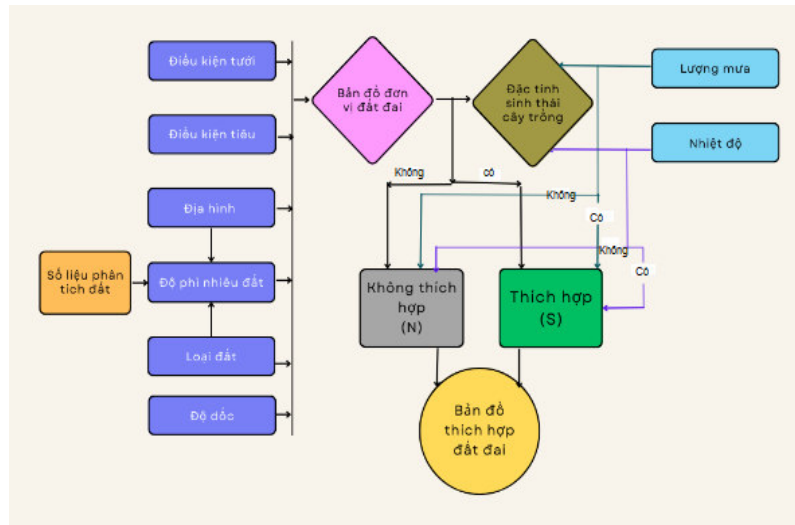 Điều kiện tưới
Điều kiện tiêu
Địa hình
Số liệu phân
tích đất
Độ phì nhiêu đất
Loại đất
Độ dốc
Bản đồ đơn
vị đất đai
Đặc tính
sinh thái
cây trồng
Lượng mưa
Nhiệt độ
Không
có
Không
Có
Không
Có
Không thích
hợp
(N)
Thích hợp
(S)
Bản đồ
thích hợp
đất đai